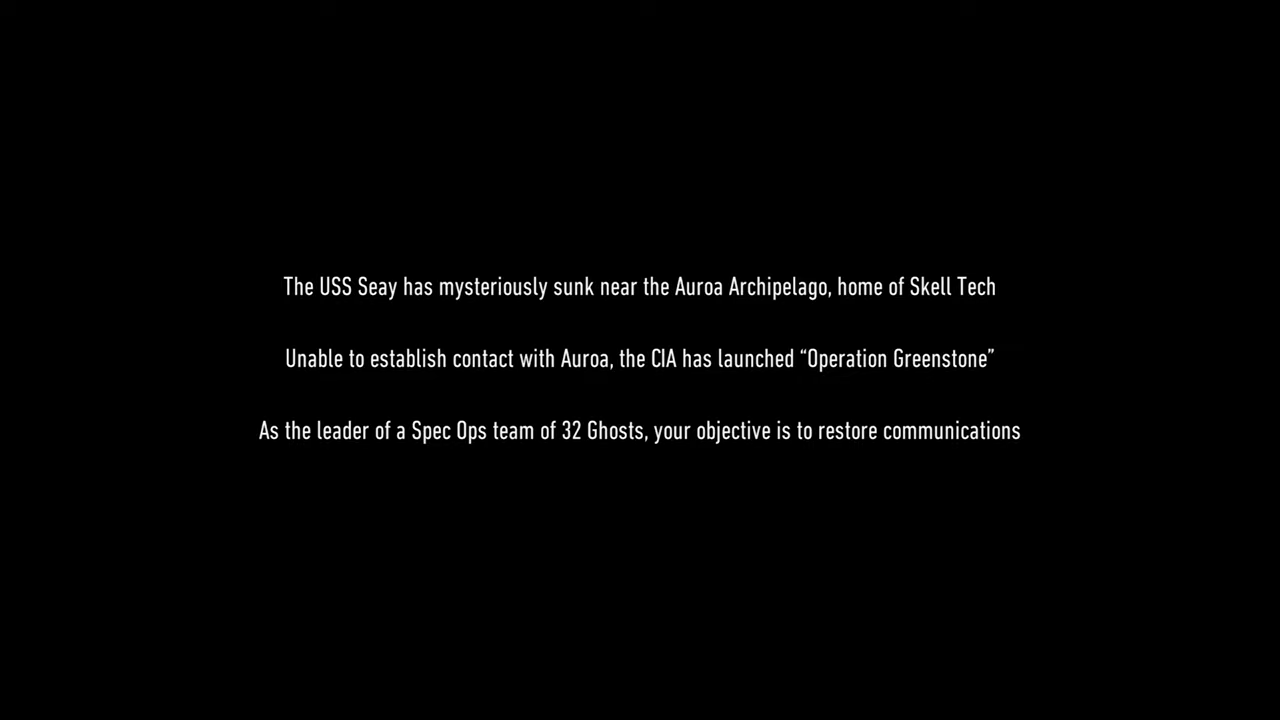 The USS Seay has mysteriously sunk near the Auroa Archipelago, home of Skell Tech
Unable to establish contact with Auroa, the CIA has launched “Operation Greenstone”
As the leader of a Spec Ops team of 32 Ghosts, your objective is to restore communications